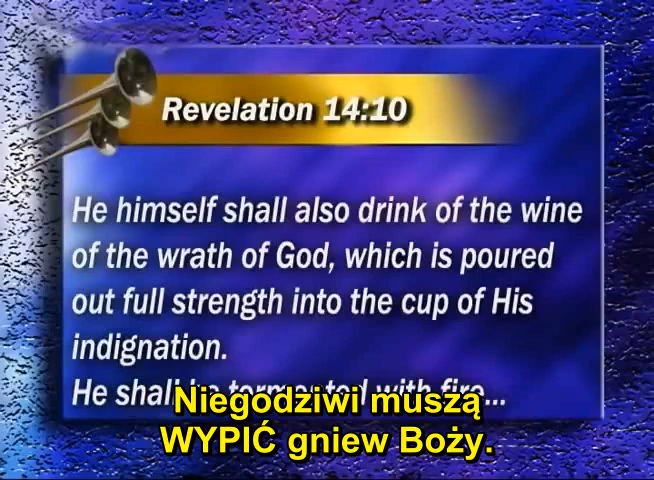 Revelation 14:10
He himself shall also drink of the wine
of the wrath of God, which is poured
out full strength into the cup of His
indignation.
He shall be tormented with fire...
Niegodziwi muszą
WYPIĆ gniew Boży.